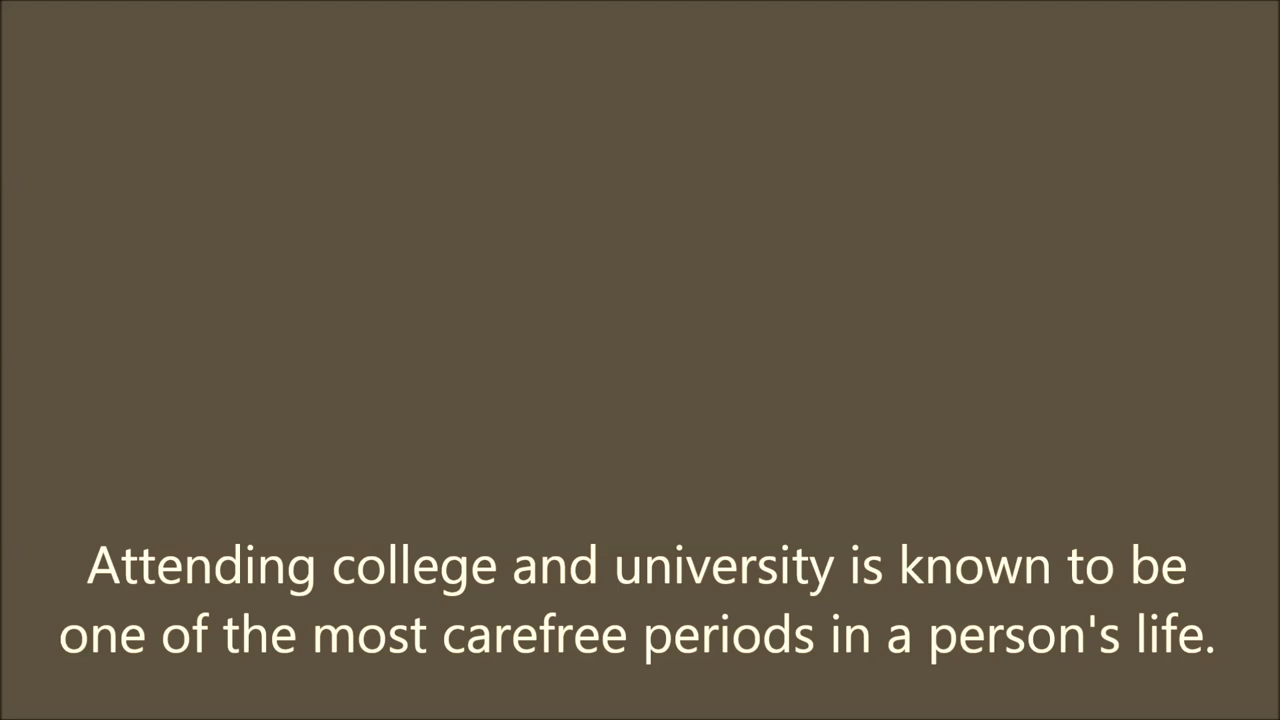 Attending college and university is known to be
one of the most carefree periods in a person's life.